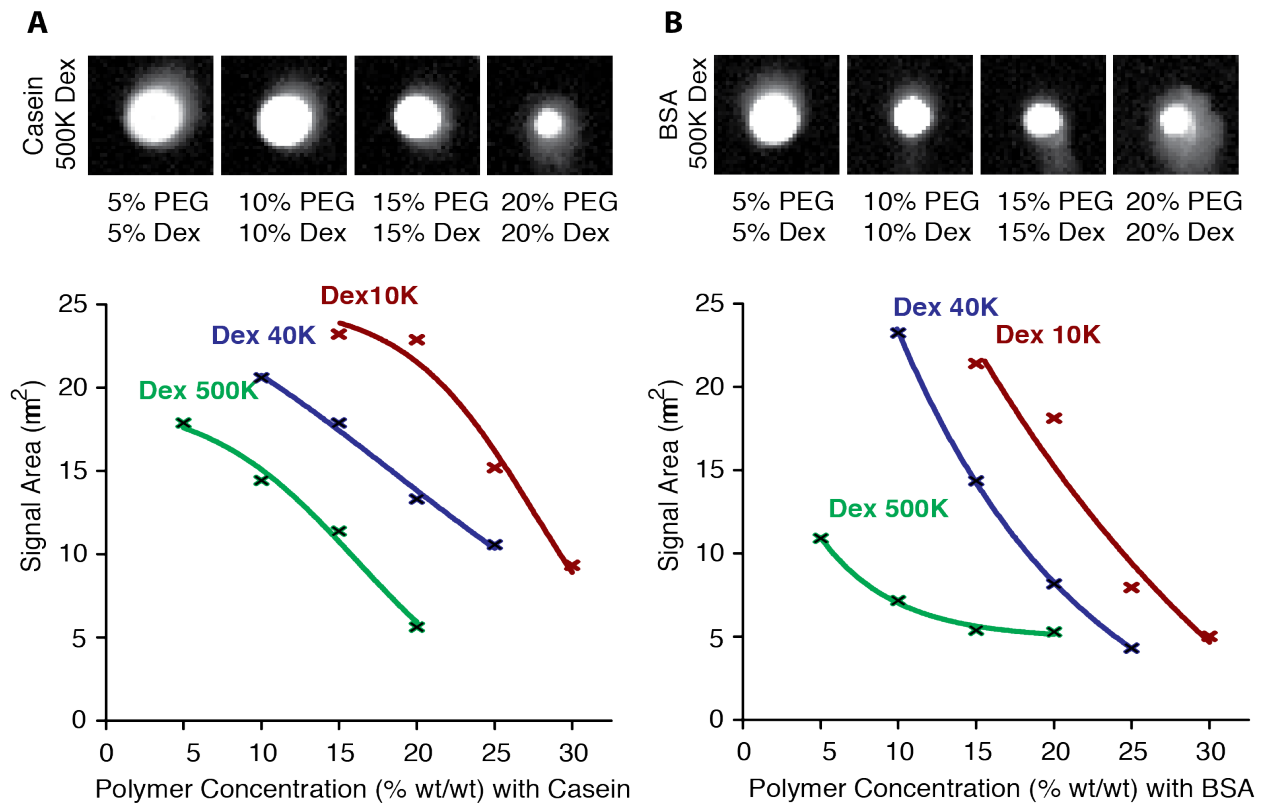 A
Casein
500K Dex
5% PEG 10% PEG 15% PEG 20% PEG
5% Dex 10% Dex 15% Dex 20% Dex
25
20
15
10
5
0
Signal Area (m²)
Dex10K
Dex 40K
Dex 500K
0 5 10 15 20 25 30
Polymer Concentration (% wt/wt) with Casein
B
BSA
500K Dex
5% PEG 10% PEG 15% PEG 20% PEG
5% Dex 10% Dex 15% Dex 20% Dex
25
20
15
10
5
0
Signal Area (m²)
Dex 40K
Dex 10K
Dex 500K
0 5 10 15 20 25 30
Polymer Concentration (% wt/wt) with BSA